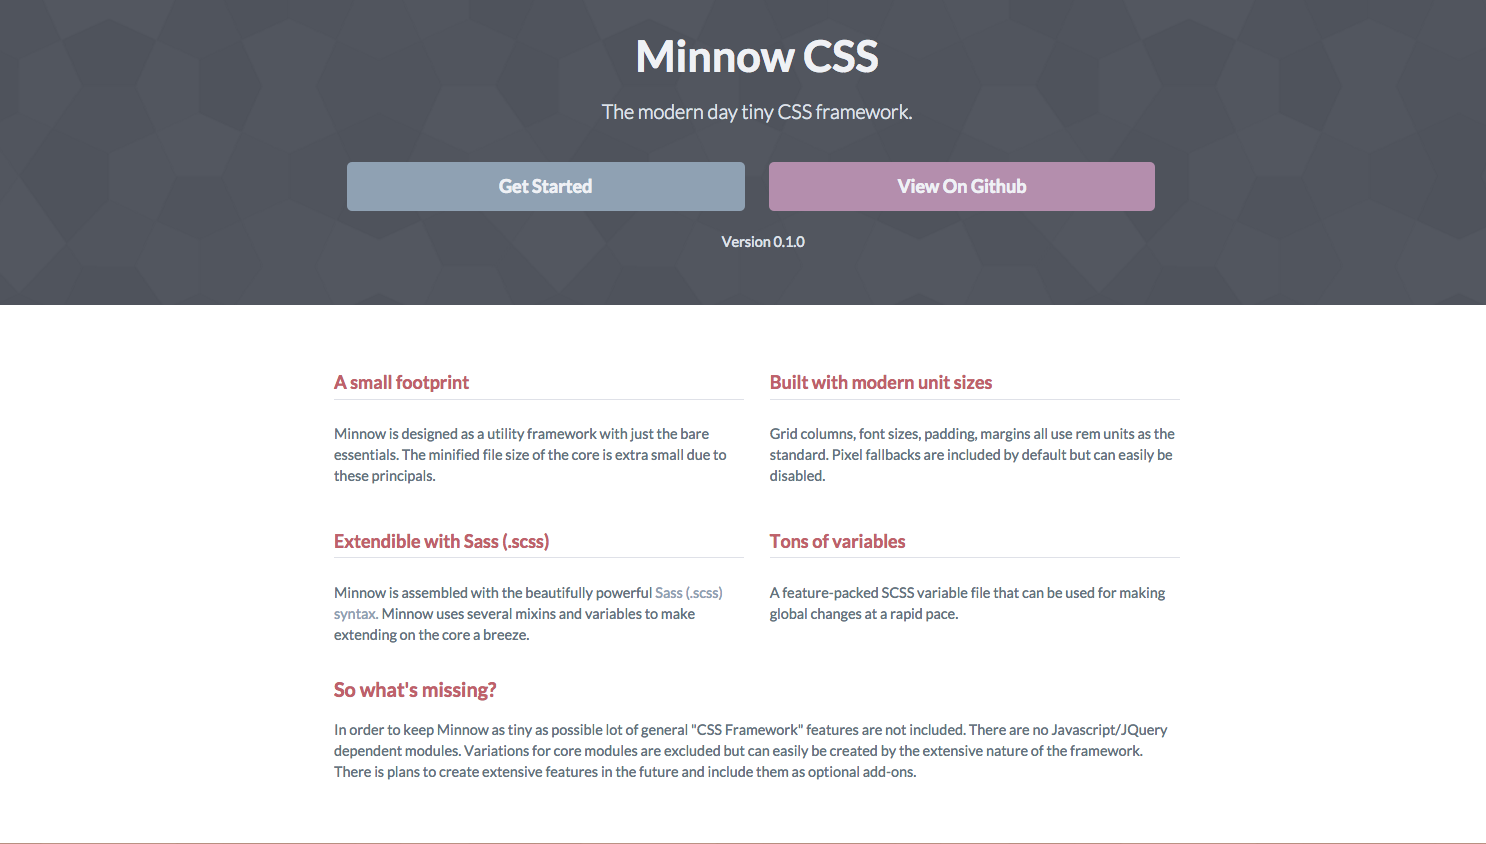 Minnow CSS
The modern day tiny CSS framework.
Get Started
View On Github
Version 0.1.0
A small footprint
Minnow is designed as a utility framework with just the bare
essentials. The minified file size of the core is extra small due to
these principals.
Built with modern unit sizes
Grid columns, font sizes, padding, margins all use rem units as the
standard. Pixel fallbacks are included by default but can easily be
disabled.
Extendible with Sass (.scss)
Minnow is assembled with the beautifully powerful Sass (.scss)
syntax. Minnow uses several mixins and variables to make
extending on the core a breeze.
Tons of variables
A feature-packed SCSS variable file that can be used for making
global changes at a rapid pace.
So what's missing?
In order to keep Minnow as tiny as possible lot of general "CSS Framework" features are not included. There are no Javascript/JQuery
dependent modules. Variations for core modules are excluded but can easily be created by the extensive nature of the framework.
There is plans to create extensive features in the future and include them as optional add-ons.